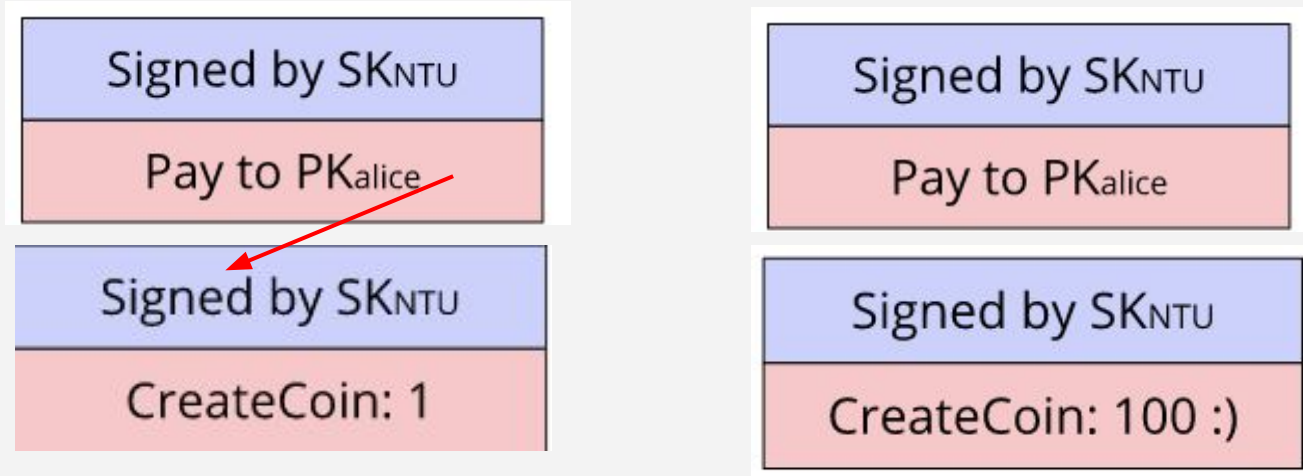 Signed by SKNTU
Pay to PKalice
Signed by SKNTU
CreateCoin: 1
Signed by SKNTU
Pay to PKalice
Signed by SKNTU
CreateCoin: 100 :)